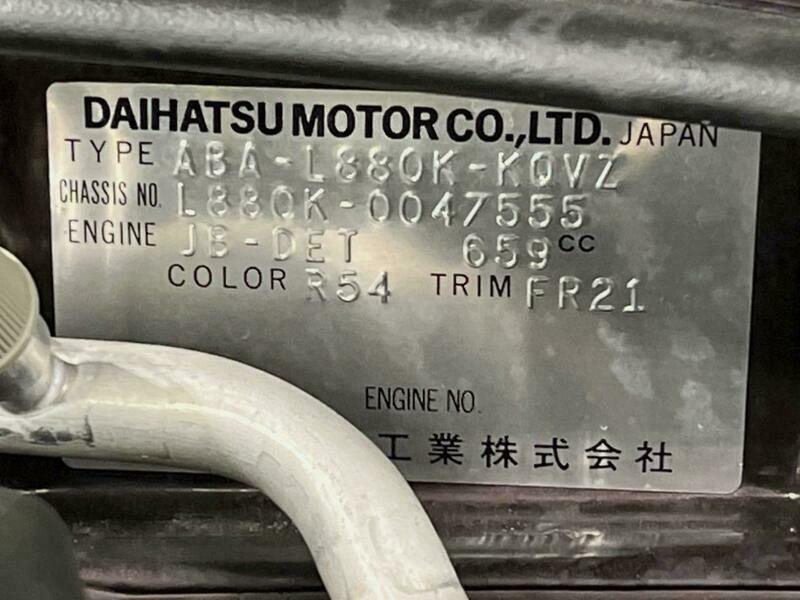 DAIHATSU MOTOR CO.,LTD. JAPAN
TYPE ABA-L880K-KQVZ
CHASSIS NO. L880K-0047555
ENGINE JB-DET 659CC
COLOR R54 TRIM FR21
ENGINE NO.
工業株式会社